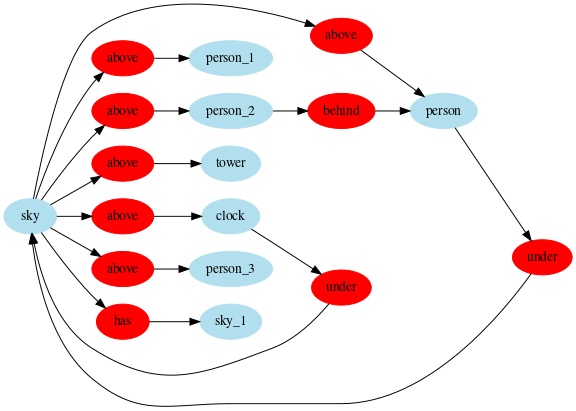 above
above person_1
above person_2 behind person
above tower
sky above clock
above person_3 under under
has sky_1